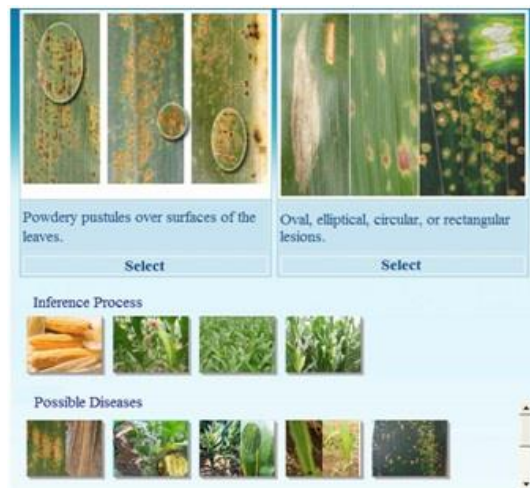 Powdery pustules over surfaces of the
leaves.
Select
Oval, elliptical, circular, or rectangular
lesions.
Select
Inference Process
Possible Diseases